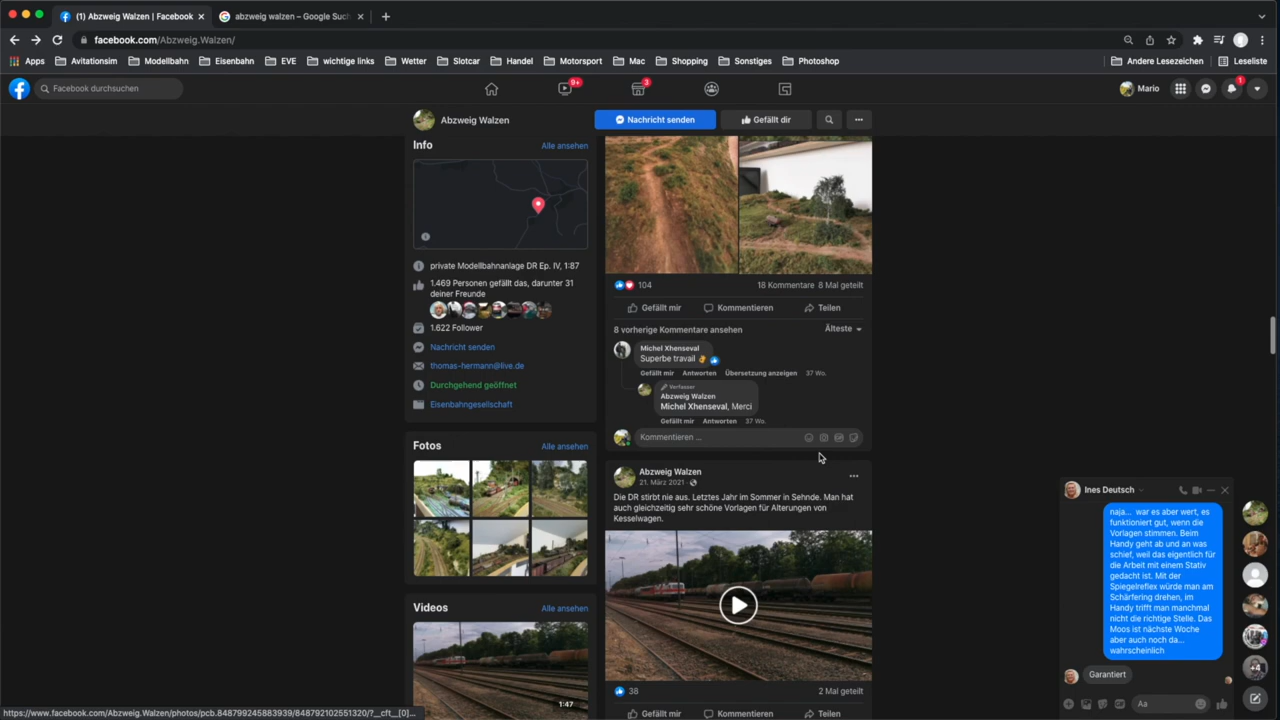 (1) Abzweig Walzen | Facebook
abzweig walzen – Google Suc
facebook.com/Abzweig.Walzen/
Apps Avitationsim Modellbahn Eisenbahn EVE wichtige links Wetter Slotcar Handel Motorsport Mac Shopping Sonstiges Photoshop Andere Lesezeichen Leseliste
Facebook durchsuchen
9+
3
Mario
1
Abzweig Walzen
Nachricht senden
Gefällt dir
Info
Alle ansehen
private Modellbahnanlage DR Ep. IV, 1:87
1.469 Personen gefällt das, darunter 31
deiner Freunde
1.622 Follower
Nachricht senden
thomas-hermann@live.de
Durchgehend geöffnet
Eisenbahngesellschaft
Fotos
Alle ansehen
Videos
Alle ansehen
1:47
104
18 Kommentare 8 Mal geteilt
Gefällt mir Kommentieren Teilen
8 vorherige Kommentare ansehen
Älteste
Michel Xhenseval
Superbe travail
Gefällt mir Antworten Übersetzung anzeigen 37 Wo.
Verfasser
Abzweig Walzen
Michel Xhenseval, Merci
Gefällt mir Antworten 37 Wo.
Kommentieren ...
Abzweig Walzen
21. März 2021 ·
Die DR stirbt nie aus. Letztes Jahr im Sommer in Sehnde. Man hat
auch gleichzeitig sehr schöne Vorlagen für Alterungen von
Kesselwagen.
38
2 Mal geteilt
Gefällt mir Kommentieren Teilen
Ines Deutsch
naja... war es aber wert, es
funktioniert gut, wenn die
Vorlagen stimmen. Beim
Handy geht ab und an was
schief, weil das eigentlich für
die Arbeit mit einem Stativ
gedacht ist. Mit der
Spiegelreflex würde man am
Schärfering drehen, im
Handy trifft man manchmal
nicht die richtige Stelle. Das
Moos ist nächste Woche
aber auch noch da...
wahrscheinlich
Garantiert
Aa
+4
https://www.facebook.com/Abzweig.Walzen/photos/pcb.848799245883939/848792102551320/?__cft__[0]...